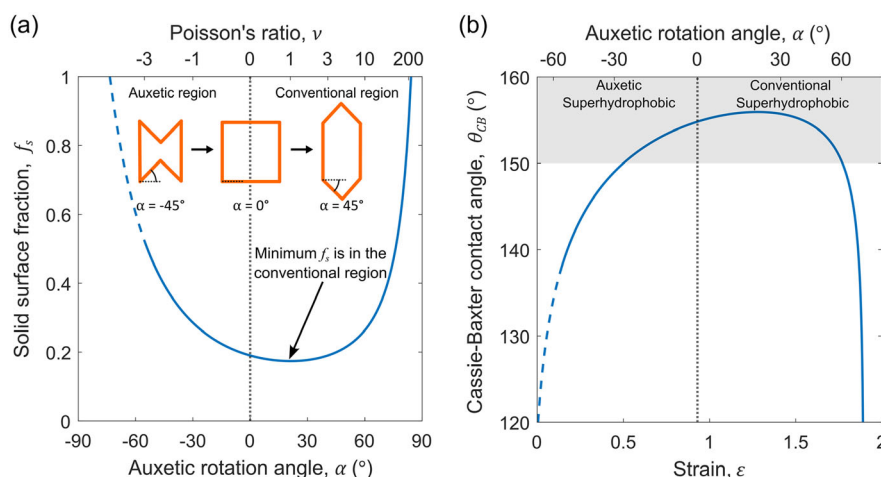 (a)
Poisson's ratio, ν
-3 -1 0 1 3 10 200
Solid surface fraction, fs
1
0.8
0.6
0.4
0.2
0
Auxetic region
Conventional region
α = -45°
α = 0°
α = 45°
Minimum fs is in the
conventional region
-90 -60 -30 0 30 60 90
Auxetic rotation angle, α (°)
(b)
Auxetic rotation angle, α (°)
-60 -30 0 30 60
Cassie-Baxter contact angle, θCB (°)
160
150
140
130
120
Auxetic
Superhydrophobic
Conventional
Superhydrophobic
0 0.5 1 1.5 2
Strain, ε